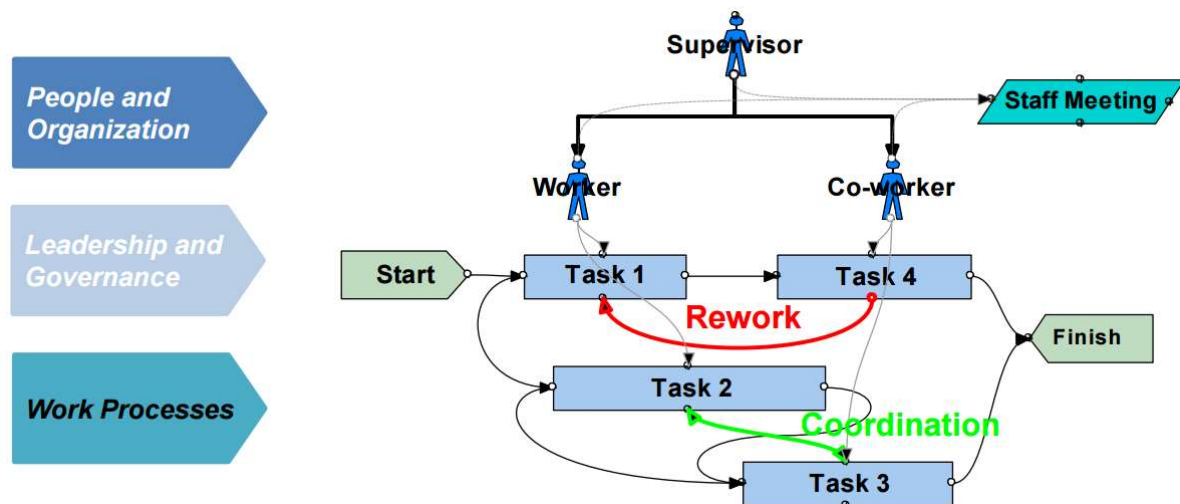 People and
Organization
Leadership and
Governance
Work Processes
Supervisor
Staff Meeting
Worker
Co-worker
Start
Task 1
Task 4
Rework
Finish
Task 2
Coordination
Task 3